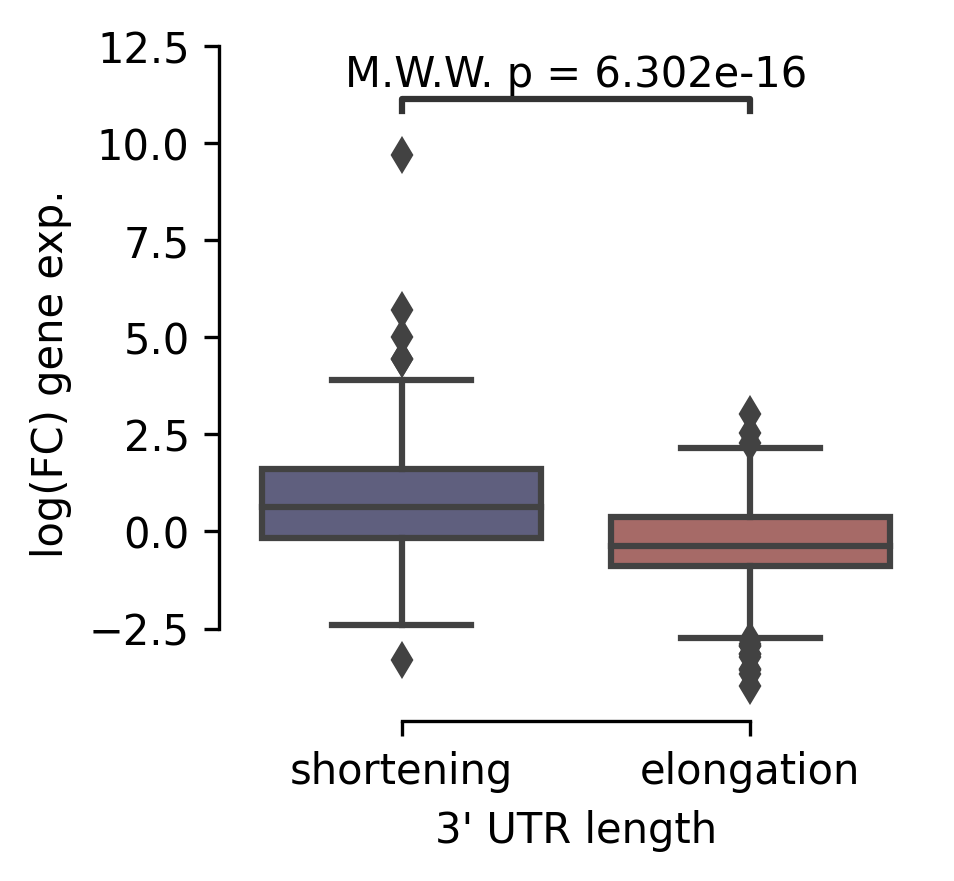 M.W.W. p = 6.302e-16
12.5
10.0
7.5
5.0
2.5
0.0
−2.5
log(FC) gene exp.
shortening
elongation
3' UTR length